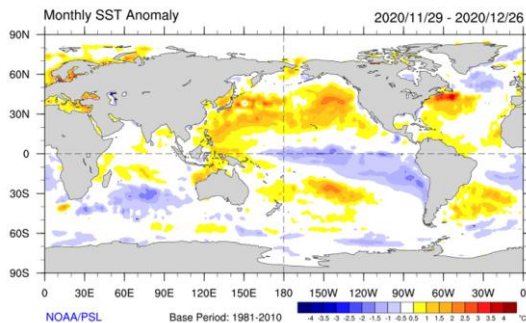 Monthly SST Anomaly 2020/11/29 - 2020/12/26
90N
60N
30N
0
30S
60S
90S
0 30E 60E 90E 120E 150E 180 150W 120W 90W 60W 30W 0
NOAA/PSL Base Period: 1981-2010
-4 -3.5 -3 -2.5 -2 -1.5 -1 -0.5 0.5 1 1.5 2 2.5 3 3.5 4 °C